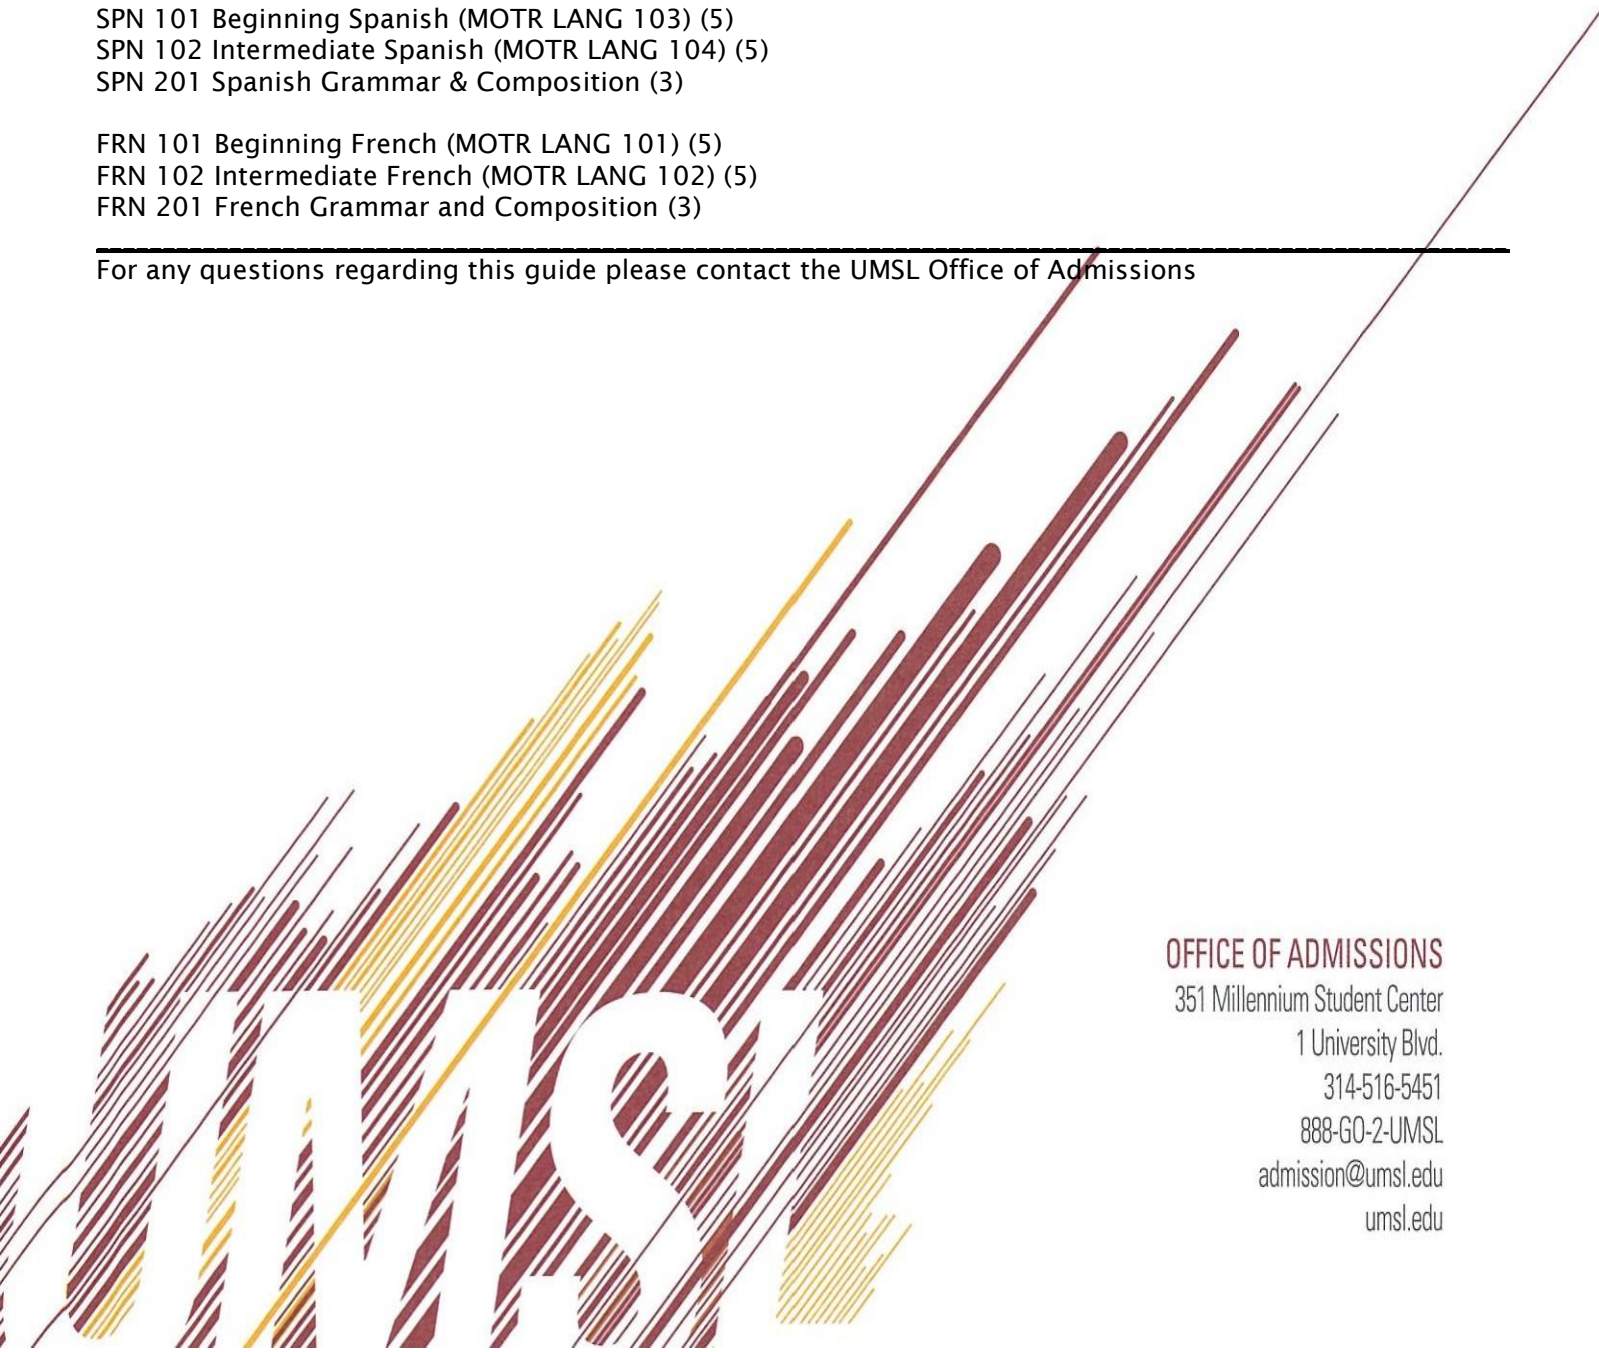 SPN 101 Beginning Spanish (MOTR LANG 103) (5)
SPN 102 Intermediate Spanish (MOTR LANG 104) (5)
SPN 201 Spanish Grammar & Composition (3)
FRN 101 Beginning French (MOTR LANG 101) (5)
FRN 102 Intermediate French (MOTR LANG 102) (5)
FRN 201 French Grammar and Composition (3)
For any questions regarding this guide please contact the UMSL Office of Admissions
UMSL
OFFICE OF ADMISSIONS
351 Millennium Student Center
1 University Blvd.
314-516-5451
888-GO-2-UMSL
admission@umsl.edu
umsl.edu